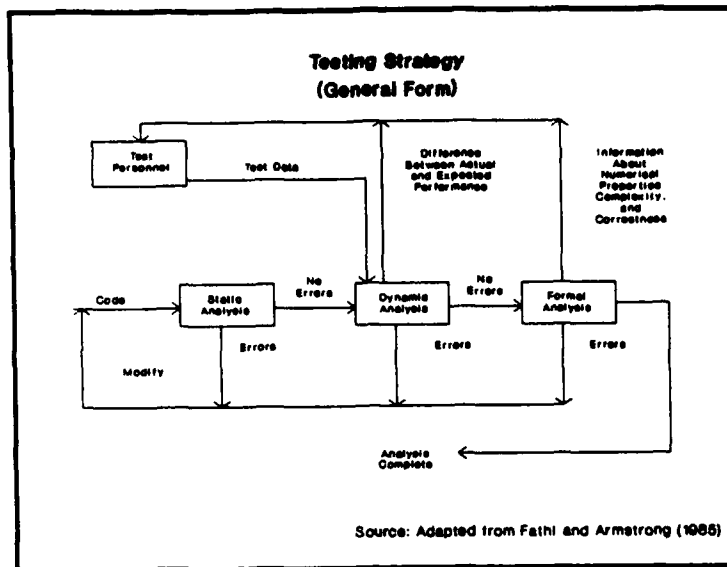 Testing Strategy
(General Form)
Test
Personnel
Test Data
Difference
Between Actual
and Expected
Performance
Information
About
Numerical
Properties
Complexity,
and
Correctness
Code
Static
Analysis
No
Errors
Dynamic
Analysis
No
Errors
Formal
Analysis
Errors
Errors
Errors
Modify
Analysis
Complete
Source: Adapted from Fathi and Armstrong (1985)